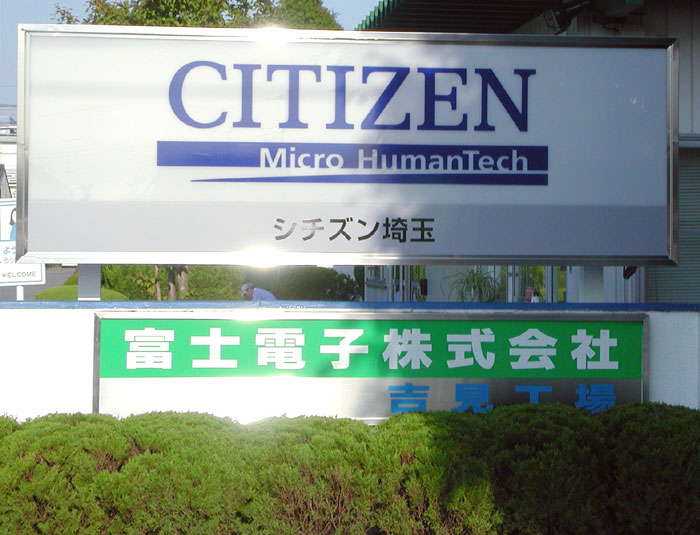 CITIZEN
Micro HumanTech
シチズン埼玉
WELCOME
富士電子株式会社
吉見工場